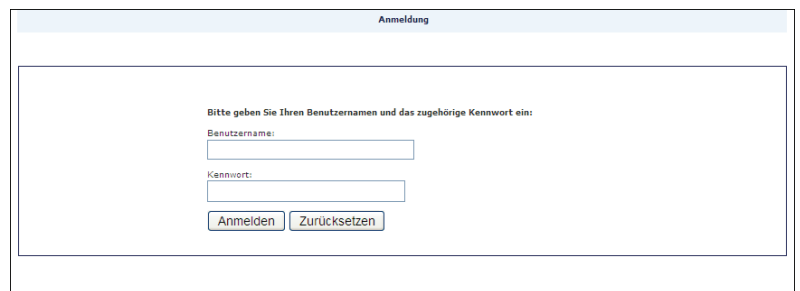 Anmeldung
Bitte geben Sie Ihren Benutzernamen und das zugehörige Kennwort ein:
Benutzername:
Kennwort:
Anmelden Zurücksetzen